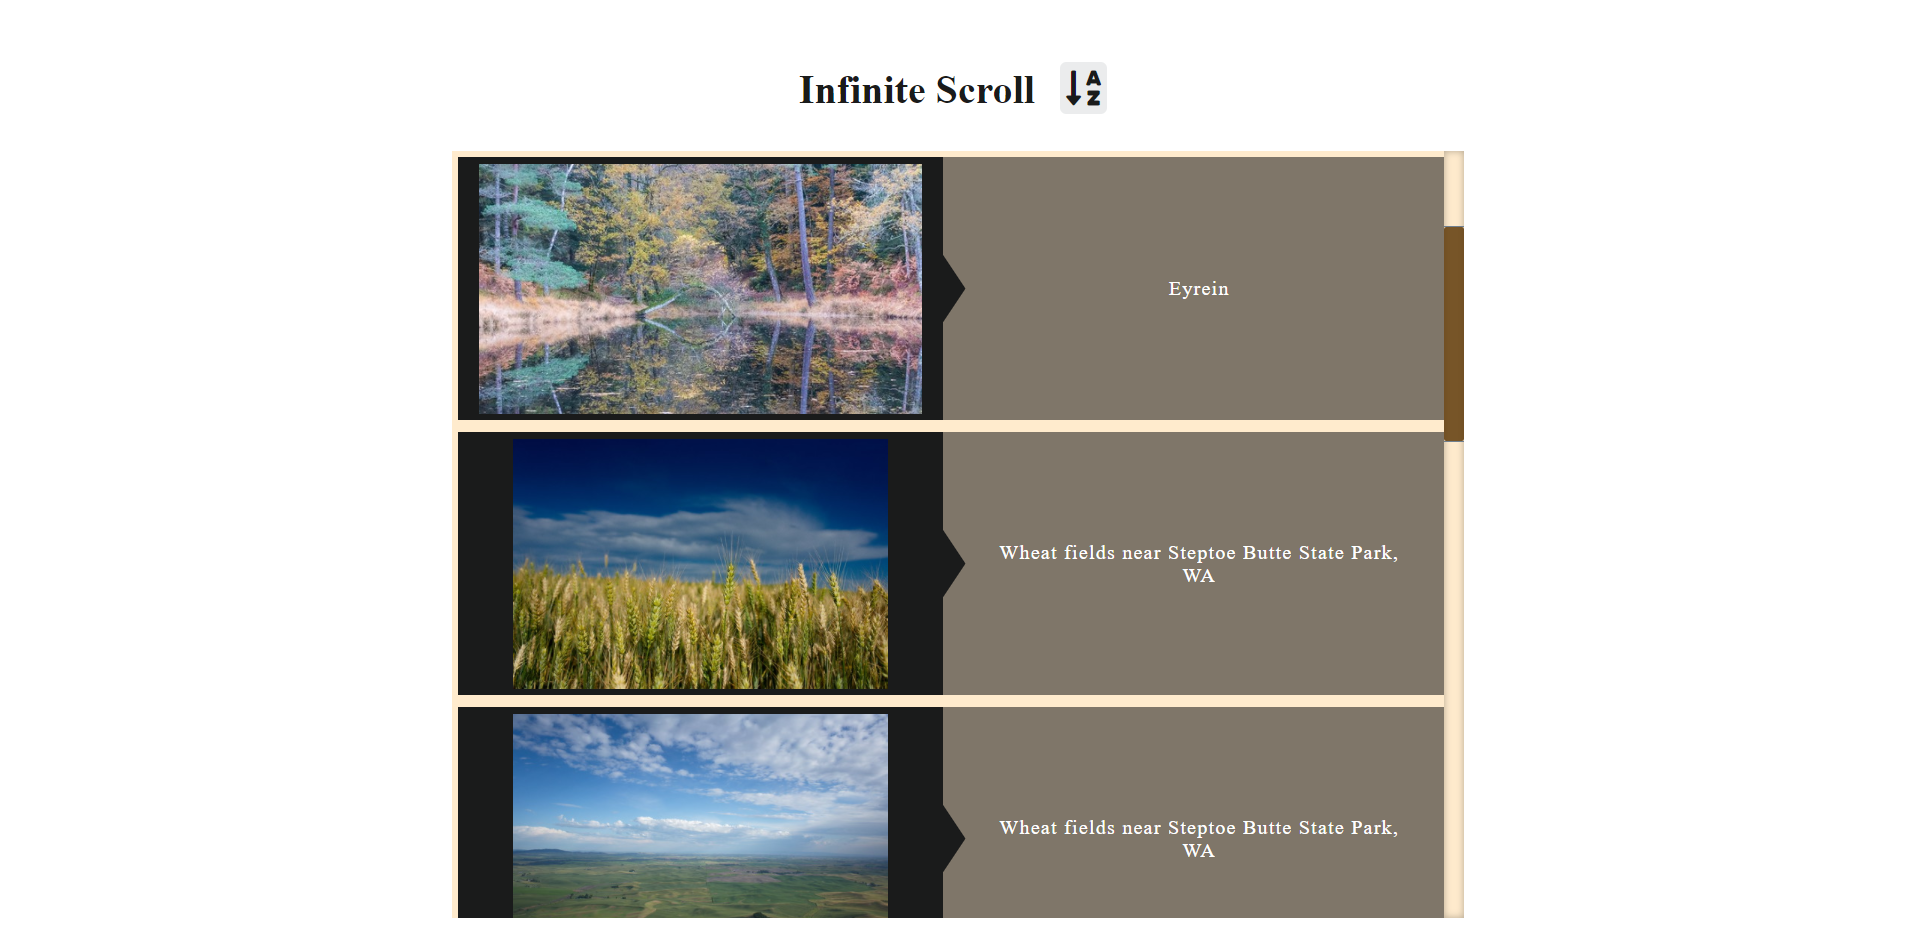 Infinite Scroll
A
Z
Eyrein
Wheat fields near Steptoe Butte State Park,
WA
Wheat fields near Steptoe Butte State Park,
WA